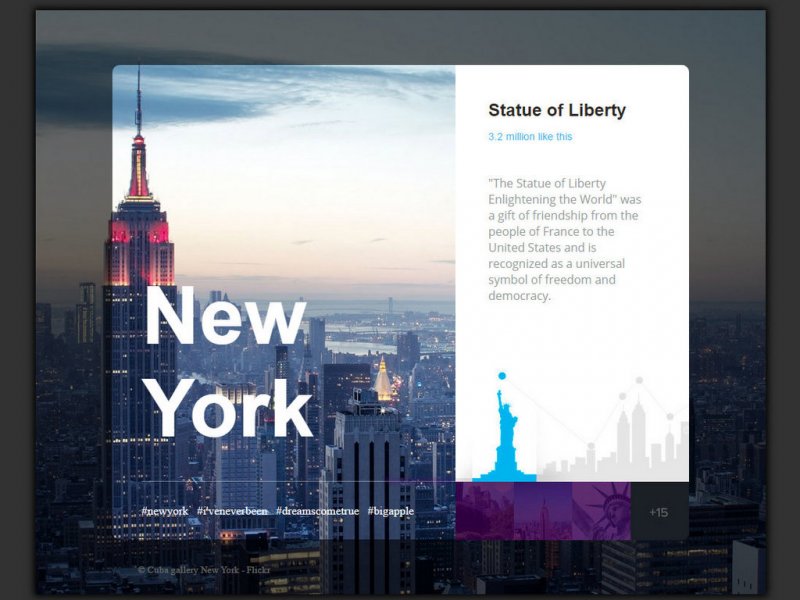 Statue of Liberty
3.2 million like this
"The Statue of Liberty
Enlightening the World" was
a gift of friendship from the
people of France to the
United States and is
recognized as a universal
symbol of freedom and
democracy.
New
York
#newyork #i'veneverbeen #dreamscometrue #bigapple
+15
© Cuba gallery New York - Flickr